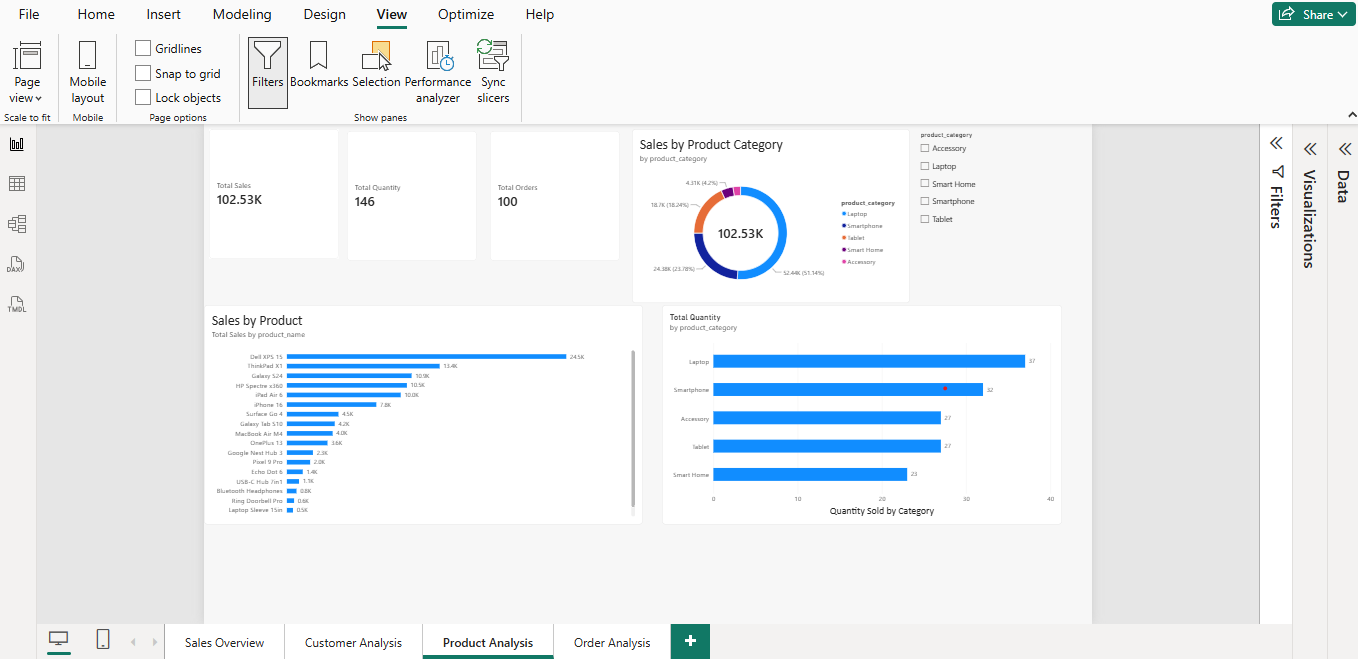 File Home Insert Modeling Design View Optimize Help
Share
Page view
Mobile layout
Gridlines
Snap to grid
Lock objects
Filters
Bookmarks
Selection
Performance analyzer
Sync slicers
Scale to fit
Mobile
Page options
Show panes
DAX
TMDL
Total Sales
102.53K
Total Quantity
146
Total Orders
100
Sales by Product Category
by product_category
4.31K (4.2%)
18.7K (18.24%)
24.38K (23.78%)
52.44K (51.14%)
102.53K
product_category
Laptop
Smartphone
Tablet
Smart Home
Accessory
product_category
Accessory
Laptop
Smart Home
Smartphone
Tablet
Filters
Visualizations
Data
Sales by Product
Total Sales by product_name
Dell XPS 15 24.5K
ThinkPad X1 13.4K
Galaxy S24 10.9K
HP Spectre x360 10.5K
iPad Air 6 10.0K
iPhone 16 7.8K
Surface Go 4 4.5K
Galaxy Tab S10 4.2K
MacBook Air M4 4.0K
OnePlus 13 3.6K
Google Nest Hub 3 2.3K
Pixel 9 Pro 2.0K
Echo Dot 6 1.4K
USB-C Hub 7in1 1.1K
Bluetooth Headphones 0.8K
Ring Doorbell Pro 0.6K
Laptop Sleeve 15in 0.5K
Total Quantity
by product_category
Laptop 37
Smartphone 32
Accessory 27
Tablet 27
Smart Home 23
0 10 20 30 40
Quantity Sold by Category
Sales Overview
Customer Analysis
Product Analysis
Order Analysis